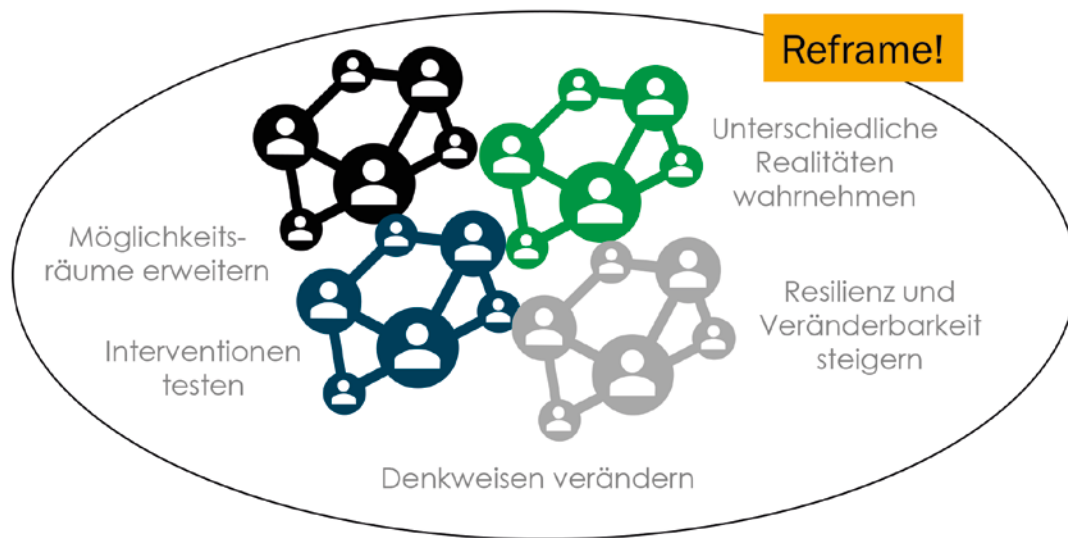 Reframe!
Unterschiedliche
Realitäten
wahrnehmen
Möglichkeits-
räume erweitern
Resilienz und
Veränderbarkeit
steigern
Interventionen
testen
Denkweisen verändern